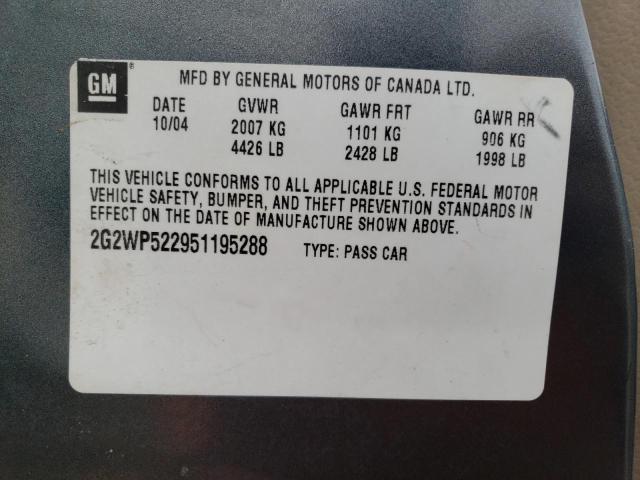 GM ® MFD BY GENERAL MOTORS OF CANADA LTD.
DATE GVWR GAWR FRT GAWR RR
10/04 2007 KG 1101 KG 906 KG
4426 LB 2428 LB 1998 LB
THIS VEHICLE CONFORMS TO ALL APPLICABLE U.S. FEDERAL MOTOR
VEHICLE SAFETY, BUMPER, AND THEFT PREVENTION STANDARDS IN
EFFECT ON THE DATE OF MANUFACTURE SHOWN ABOVE.
2G2WP522951195288 TYPE: PASS CAR